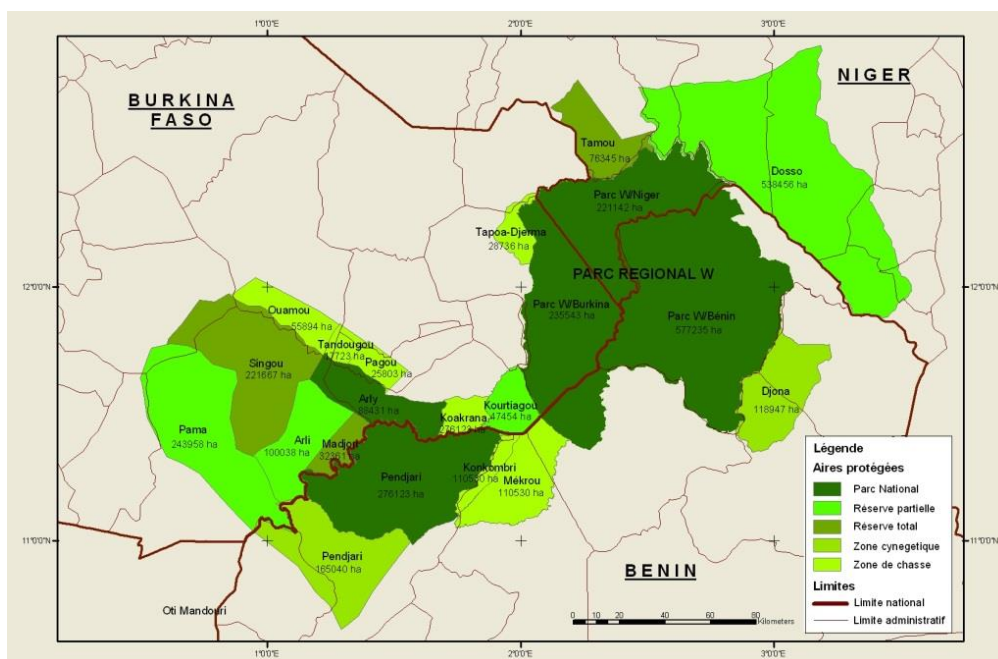 1°0'0"E
2°0'0"E
3°0'0"E
BURKINA
FASO
NIGER
Tamou
76345 ha
Dosso
538456 ha
Parc W/Niger
221142 ha
Tapoa-Djerma
28736 ha
PARC REGIONAL W
12°0'0"N
12°0'0"N
Parc W/Burkina
235543 ha
Parc W/Bénin
577235 ha
Ouamou
55894 ha
Tandougou
Pagou
25803 ha
Singou
221667 ha
Arly
Djona
118947 ha
Koakrana
Kourtiagou
47454 ha
Pama
243958 ha
Arli
100038 ha
Madjori
Pendjari
276123 ha
Konkombri
110530 ha
Mékrou
110530 ha
Légende
Aires protégées
Parc National
Réserve partielle
Réserve total
Zone cynegetique
Zone de chasse
Limites
Limite national
Limite administratif
11°0'0"N
11°0'0"N
Pendjari
165040 ha
BENIN
Oti Mandouri
0 10 20 40 60 80
Kilometers
1°0'0"E
2°0'0"E
3°0'0"E